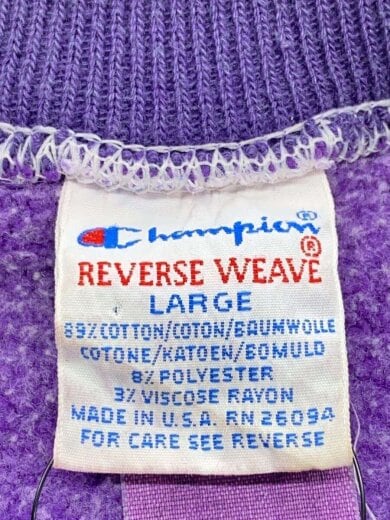 Champion®
REVERSE WEAVE®
LARGE
89% COTTON/COTON/BAUMWOLLE
COTONE/KATOEN/BOMULD
8% POLYESTER
3% VISCOSE RAYON
MADE IN U.S.A. RN 26094
FOR CARE SEE REVERSE